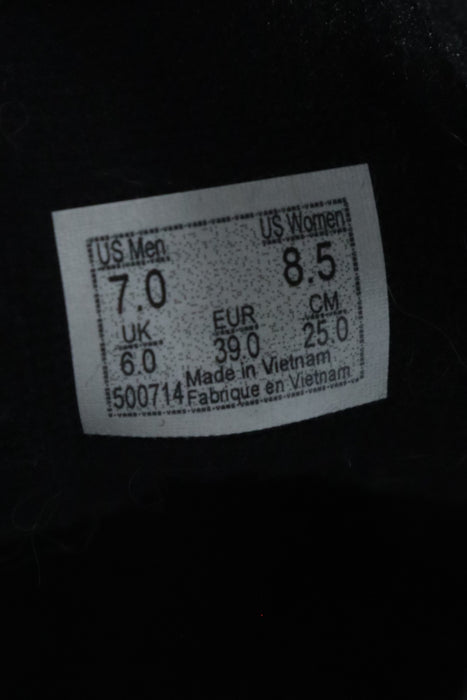 US Men US Women
7.0 8.5
UK EUR CM
6.0 39.0 25.0
500714 Made in Vietnam
Fabrique en Vietnam